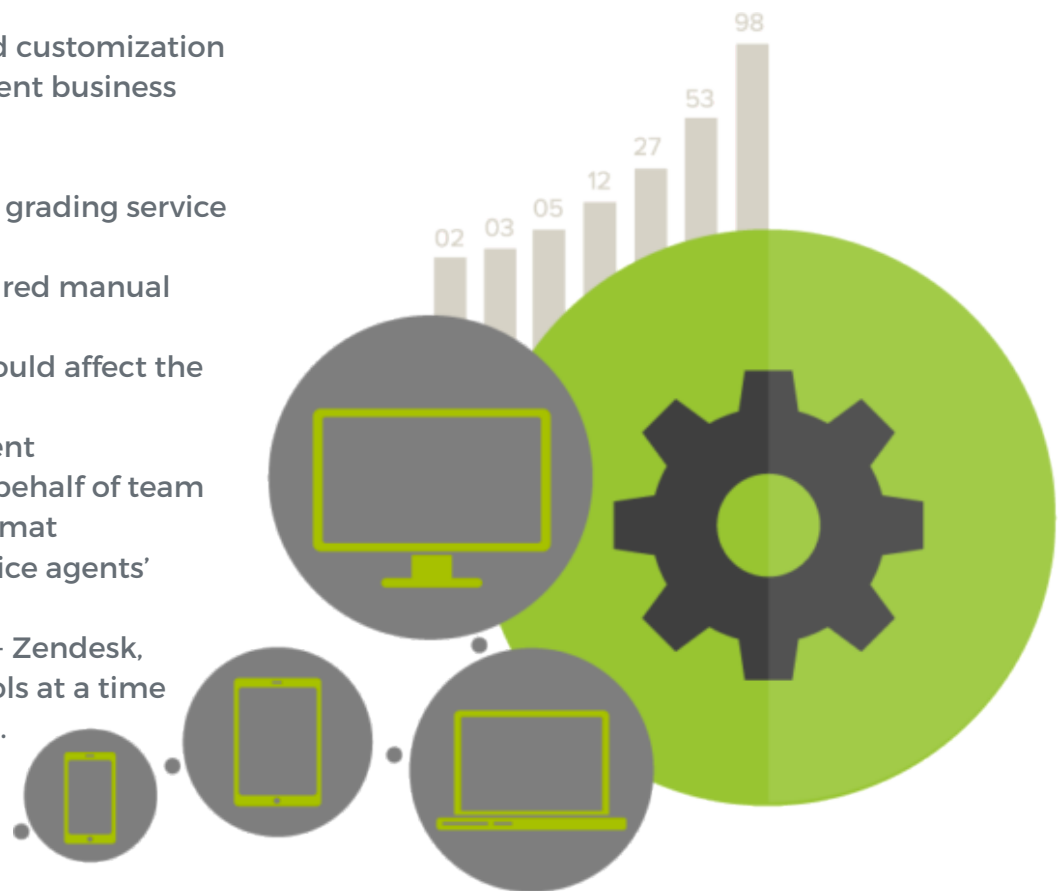 d customization
ent business
grading service
red manual
ould affect the
ent
behalf of team
mat
ice agents’
- Zendesk,
ols at a time
.
98
53
27
12
05
03
02